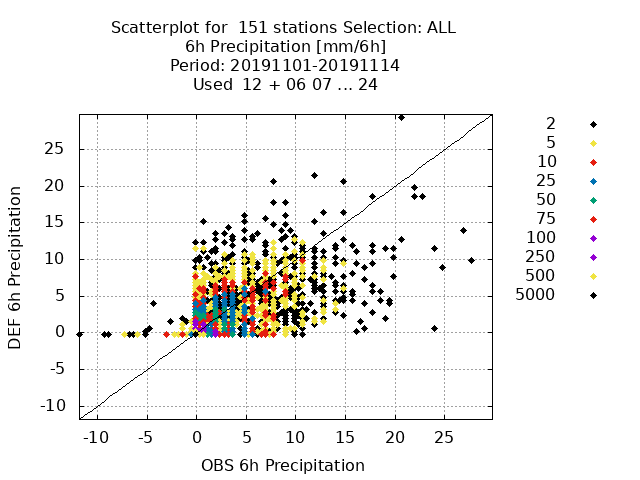 Scatterplot for  151 stations Selection: ALL
6h Precipitation [mm/6h]
Period: 20191101-20191114
Used  12 + 06 07 ... 24
2
5
10
25
50
75
100
250
500
5000
25
20
15
10
5
0
-5
-10
DEF 6h Precipitation
-10 -5 0 5 10 15 20 25
OBS 6h Precipitation